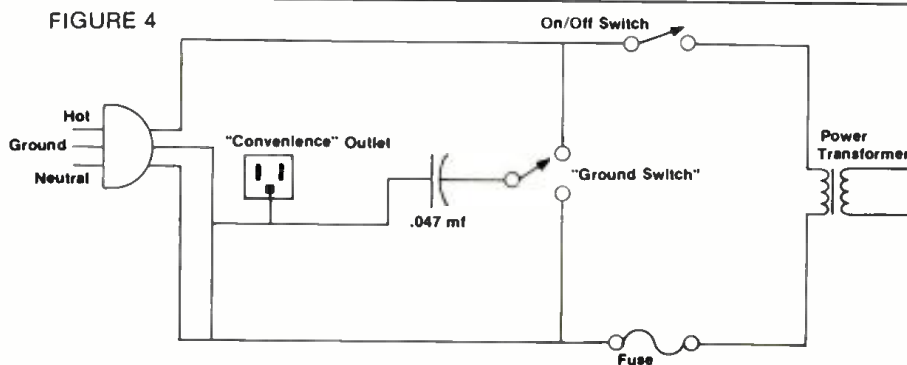 FIGURE 4
On/Off Switch
Hot
Ground
Neutral
"Convenience" Outlet
.047 mf
"Ground Switch"
Power
Transformer
Fuse